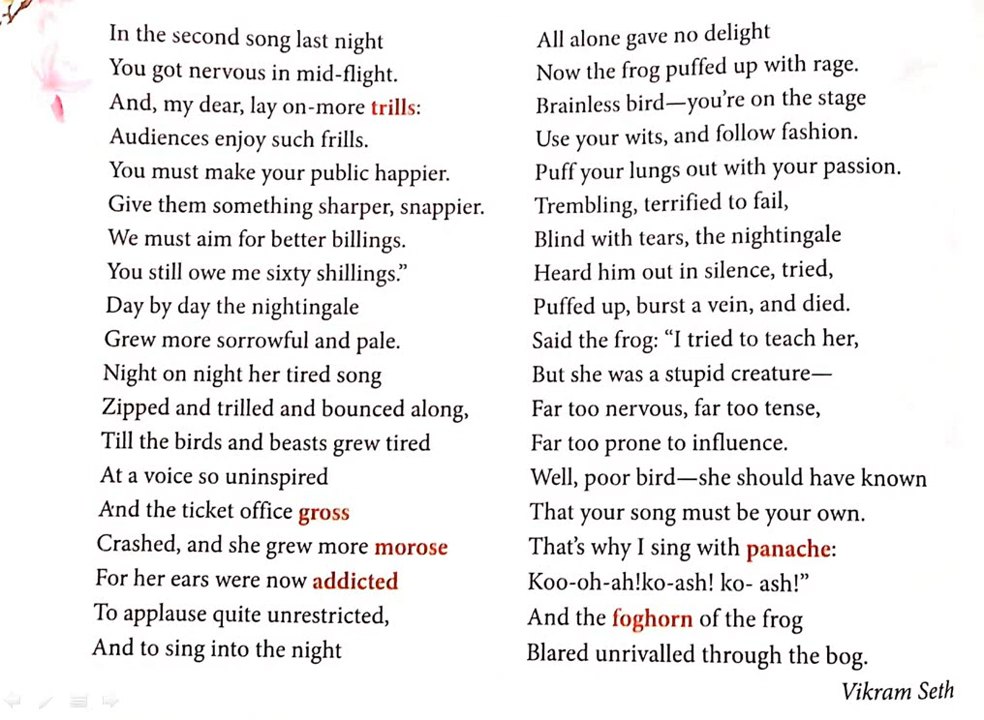 In the second song last night
You got nervous in mid-flight.
And, my dear, lay on-more trills:
Audiences enjoy such frills.
You must make your public happier.
Give them something sharper, snappier.
We must aim for better billings.
You still owe me sixty shillings.”
Day by day the nightingale
Grew more sorrowful and pale.
Night on night her tired song
Zipped and trilled and bounced along,
Till the birds and beasts grew tired
At a voice so uninspired
And the ticket office gross
Crashed, and she grew more morose
For her ears were now addicted
To applause quite unrestricted,
And to sing into the night
All alone gave no delight
Now the frog puffed up with rage.
Brainless bird—you’re on the stage
Use your wits, and follow fashion.
Puff your lungs out with your passion.
Trembling, terrified to fail,
Blind with tears, the nightingale
Heard him out in silence, tried,
Puffed up, burst a vein, and died.
Said the frog: “I tried to teach her,
But she was a stupid creature—
Far too nervous, far too tense,
Far too prone to influence.
Well, poor bird—she should have known
That your song must be your own.
That’s why I sing with panache:
Koo-oh-ah!ko-ash! ko- ash!”
And the foghorn of the frog
Blared unrivalled through the bog.
Vikram Seth